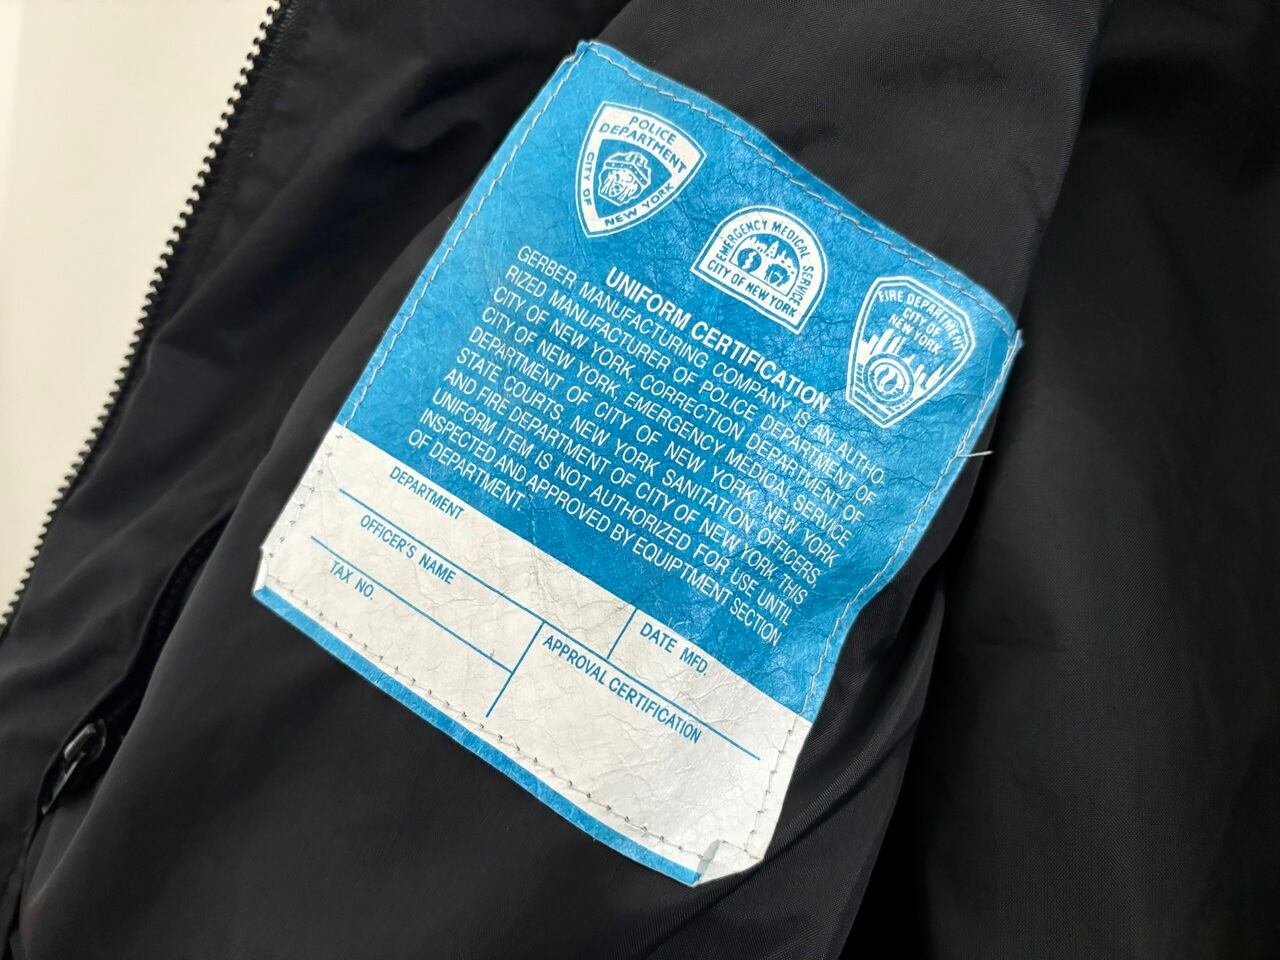 POLICE
DEPARTMENT
CITY OF
NEW YORK
EMERGENCY MEDICAL SERVICE
CITY OF NEW YORK
FIRE DEPARTMENT
CITY OF
NEW YORK
UNIFORM CERTIFICATION
GERBER MANUFACTURING COMPANY IS AN AUTHO-
RIZED MANUFACTURER OF POLICE DEPARTMENT OF
CITY OF NEW YORK, CORRECTION DEPARTMENT OF
CITY OF NEW YORK, EMERGENCY MEDICAL SERVICE
DEPARTMENT OF CITY OF NEW YORK, NEW YORK
STATE COURTS, NEW YORK SANITATION OFFICERS
AND FIRE DEPARTMENT OF CITY OF NEW YORK. THIS
UNIFORM ITEM IS NOT AUTHORIZED FOR USE UNTIL
INSPECTED AND APPROVED BY EQUIPTMENT SECTION
OF DEPARTMENT.
DEPARTMENT
OFFICER'S NAME
DATE MFD.
TAX NO.
APPROVAL CERTIFICATION